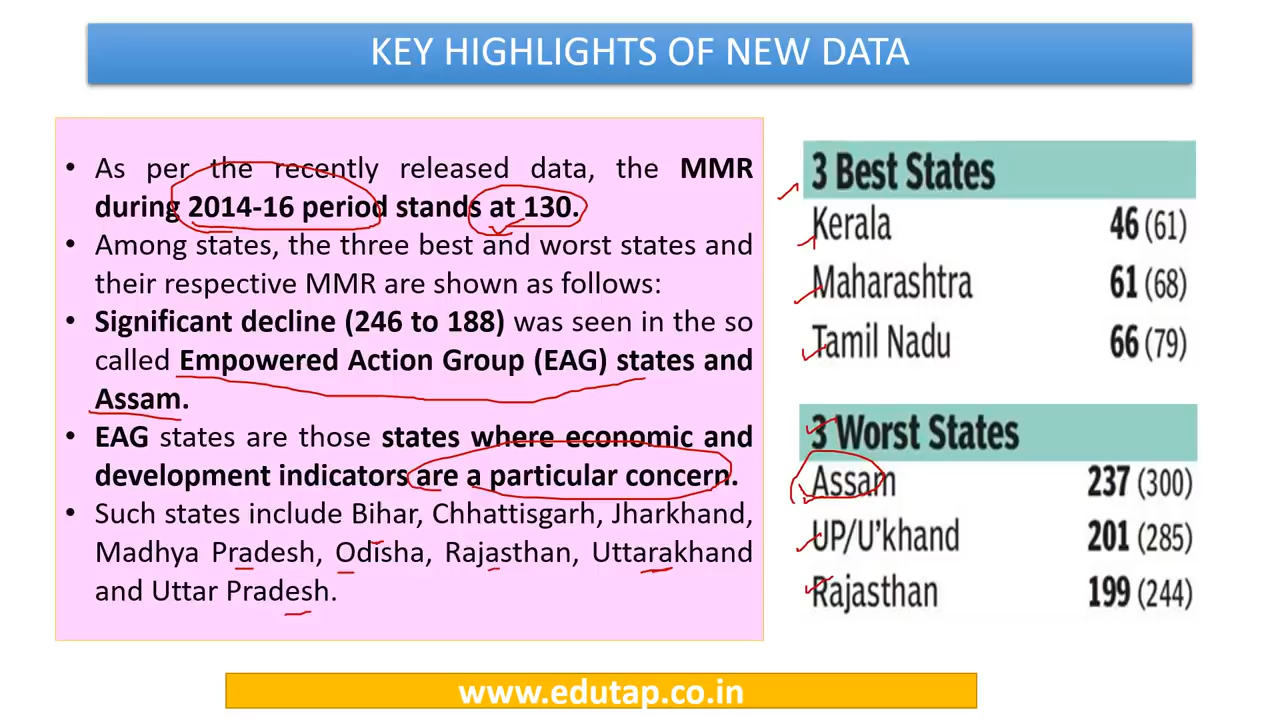 KEY HIGHLIGHTS OF NEW DATA
• As per the recently released data, the MMR
during 2014-16 period stands at 130.
• Among states, the three best and worst states and
their respective MMR are shown as follows:
• Significant decline (246 to 188) was seen in the so
called Empowered Action Group (EAG) states and
Assam.
• EAG states are those states where economic and
development indicators are a particular concern.
• Such states include Bihar, Chhattisgarh, Jharkhand,
Madhya Pradesh, Odisha, Rajasthan, Uttarakhand
and Uttar Pradesh.
3 Best States
Kerala 46 (61)
Maharashtra 61 (68)
Tamil Nadu 66 (79)
3 Worst States
Assam 237 (300)
UP/U'khand 201 (285)
Rajasthan 199 (244)
www.edutap.co.in